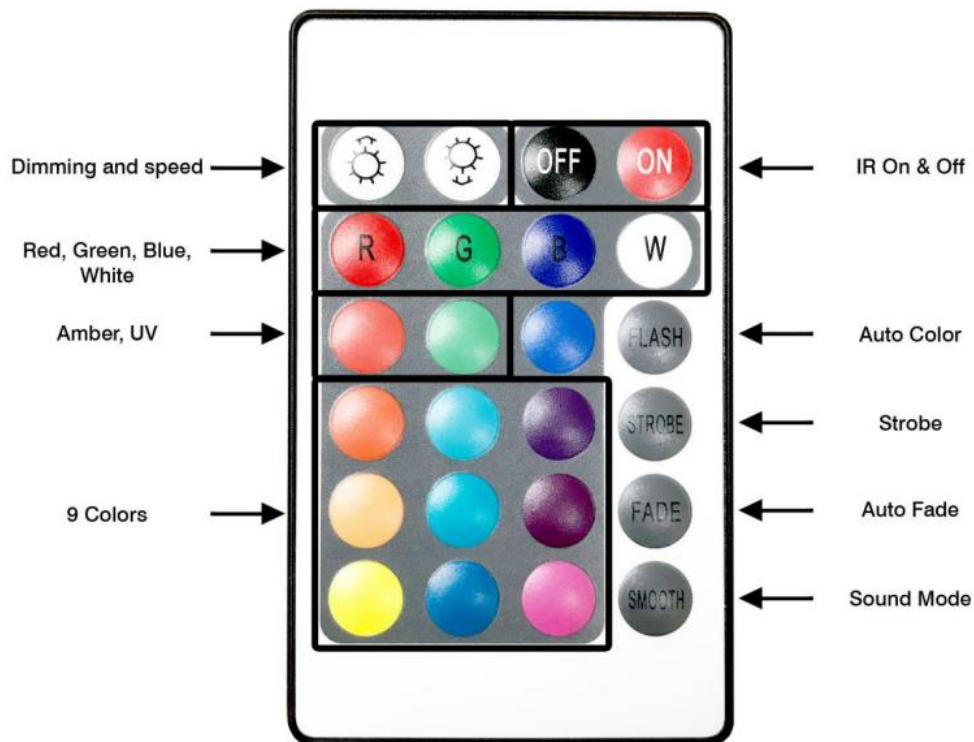 Dimming and speed
OFF
ON
IR On & Off
Red, Green, Blue,
White
R
G
B
W
Amber, UV
FLASH
Auto Color
STROBE
Strobe
9 Colors
FADE
Auto Fade
SMOOTH
Sound Mode